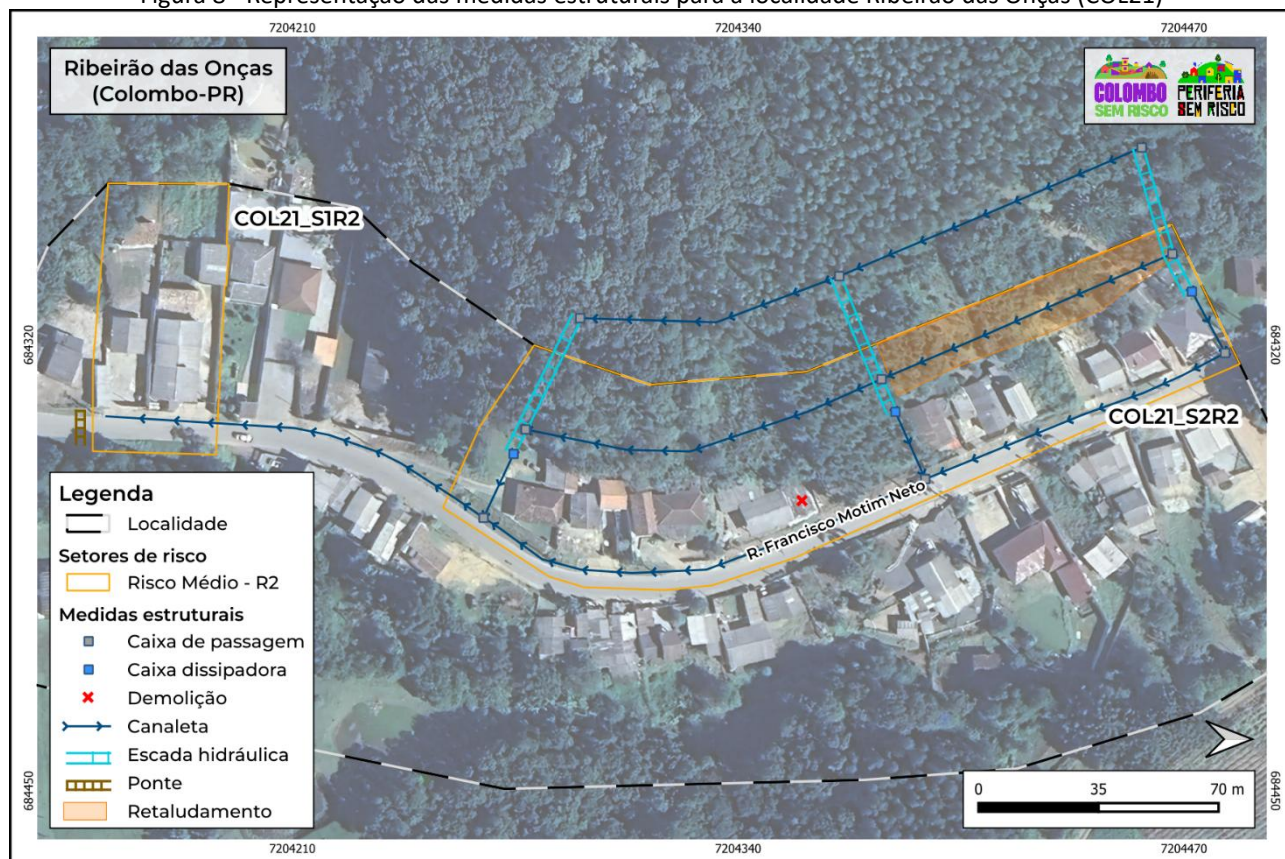 Figura 8 - Representação das medidas estruturais para a localidade Ribeirão das Onças (COL21)
7204210
7204340
7204470
Ribeirão das Onças
(Colombo-PR)
COLOMBO
SEM RISCO
PERIFERIA
SEM RISCO
COL21_S1R2
684320
684320
COL21_S2R2
R. Francisco Motim Neto
Legenda
Localidade
Setores de risco
Risco Médio - R2
Medidas estruturais
Caixa de passagem
Caixa dissipadora
Demolição
Canaleta
Escada hidráulica
Ponte
Retaludamento
684450
684450
0 35 70 m
7204210
7204340
7204470